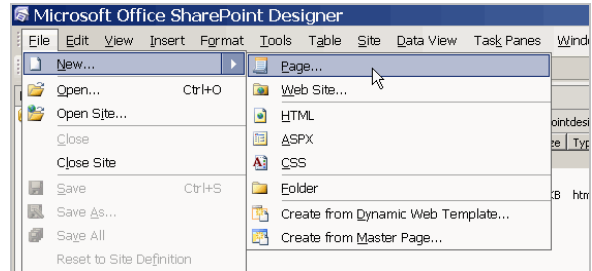 Microsoft Office SharePoint Designer
File Edit View Insert Format Tools Table Site Data View Task Panes
New...
Open... Ctrl+O
Open Site...
Close
Close Site
Save Ctrl+S
Save As...
Save All
Reset to Site Definition
Page...
Web Site...
HTML
ASPX
CSS
Folder
Create from Dynamic Web Template...
Create from Master Page...